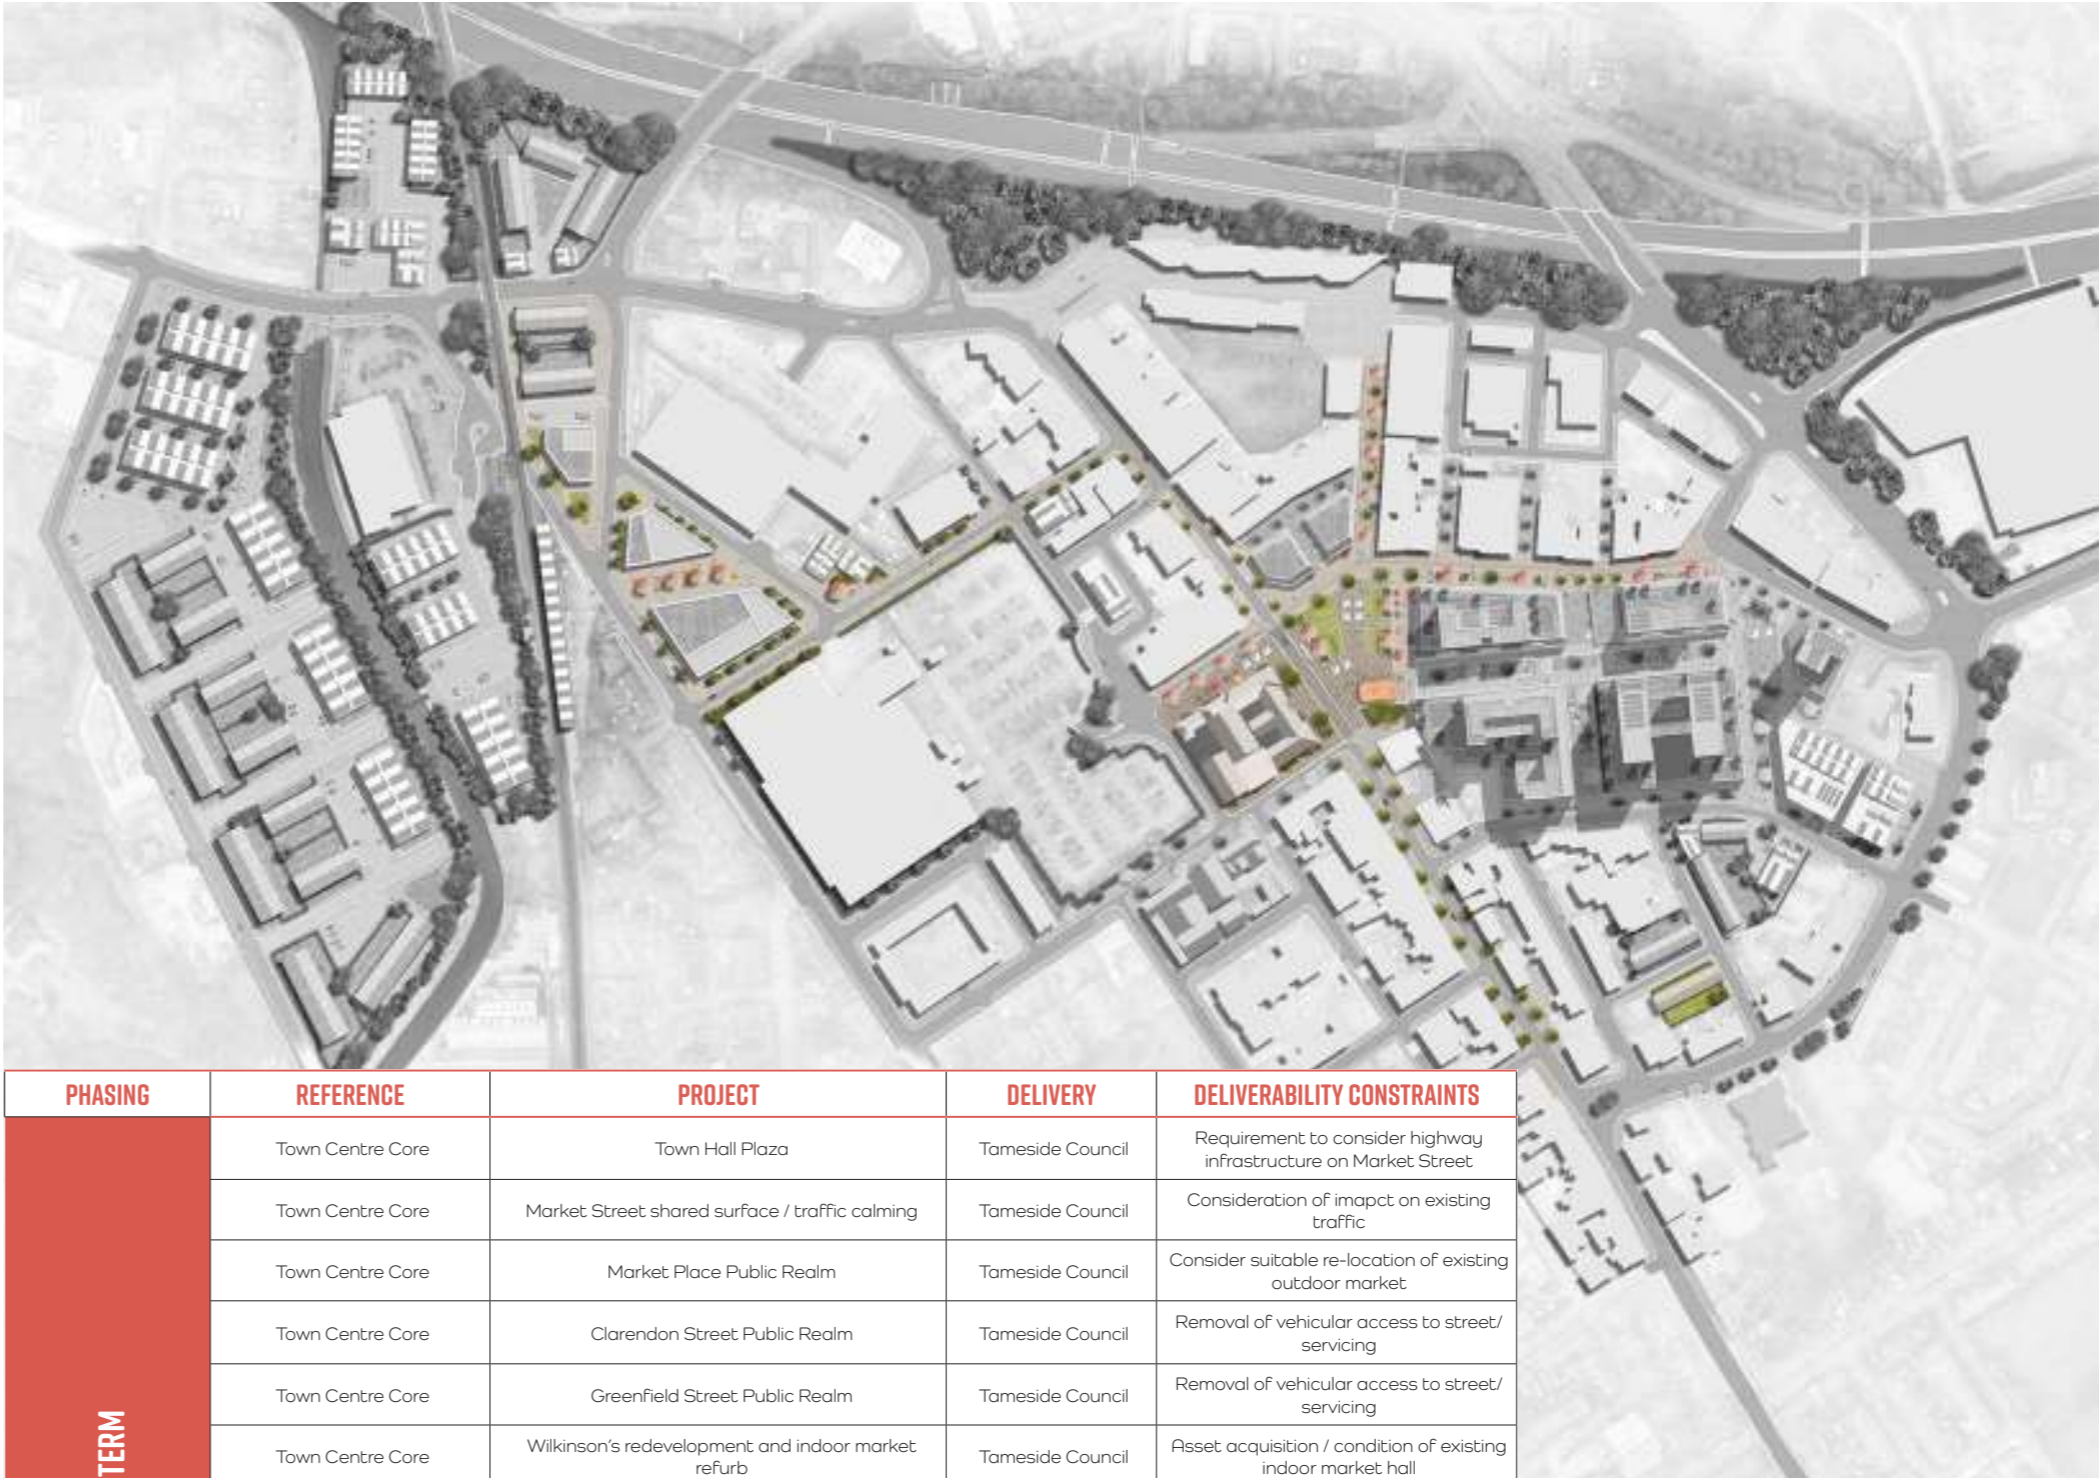 PHASING REFERENCE PROJECT DELIVERY DELIVERABILITY CONSTRAINTS
TERM
Town Centre Core
Town Hall Plaza
Tameside Council
Requirement to consider highway
infrastructure on Market Street
Town Centre Core
Market Street shared surface / traffic calming
Tameside Council
Consideration of imapct on existing
traffic
Town Centre Core
Market Place Public Realm
Tameside Council
Consider suitable re-location of existing
outdoor market
Town Centre Core
Clarendon Street Public Realm
Tameside Council
Removal of vehicular access to street/
servicing
Town Centre Core
Greenfield Street Public Realm
Tameside Council
Removal of vehicular access to street/
servicing
Town Centre Core
Wilkinson's redevelopment and indoor market
refurb
Tameside Council
Asset acquisition / condition of existing
indoor market hall